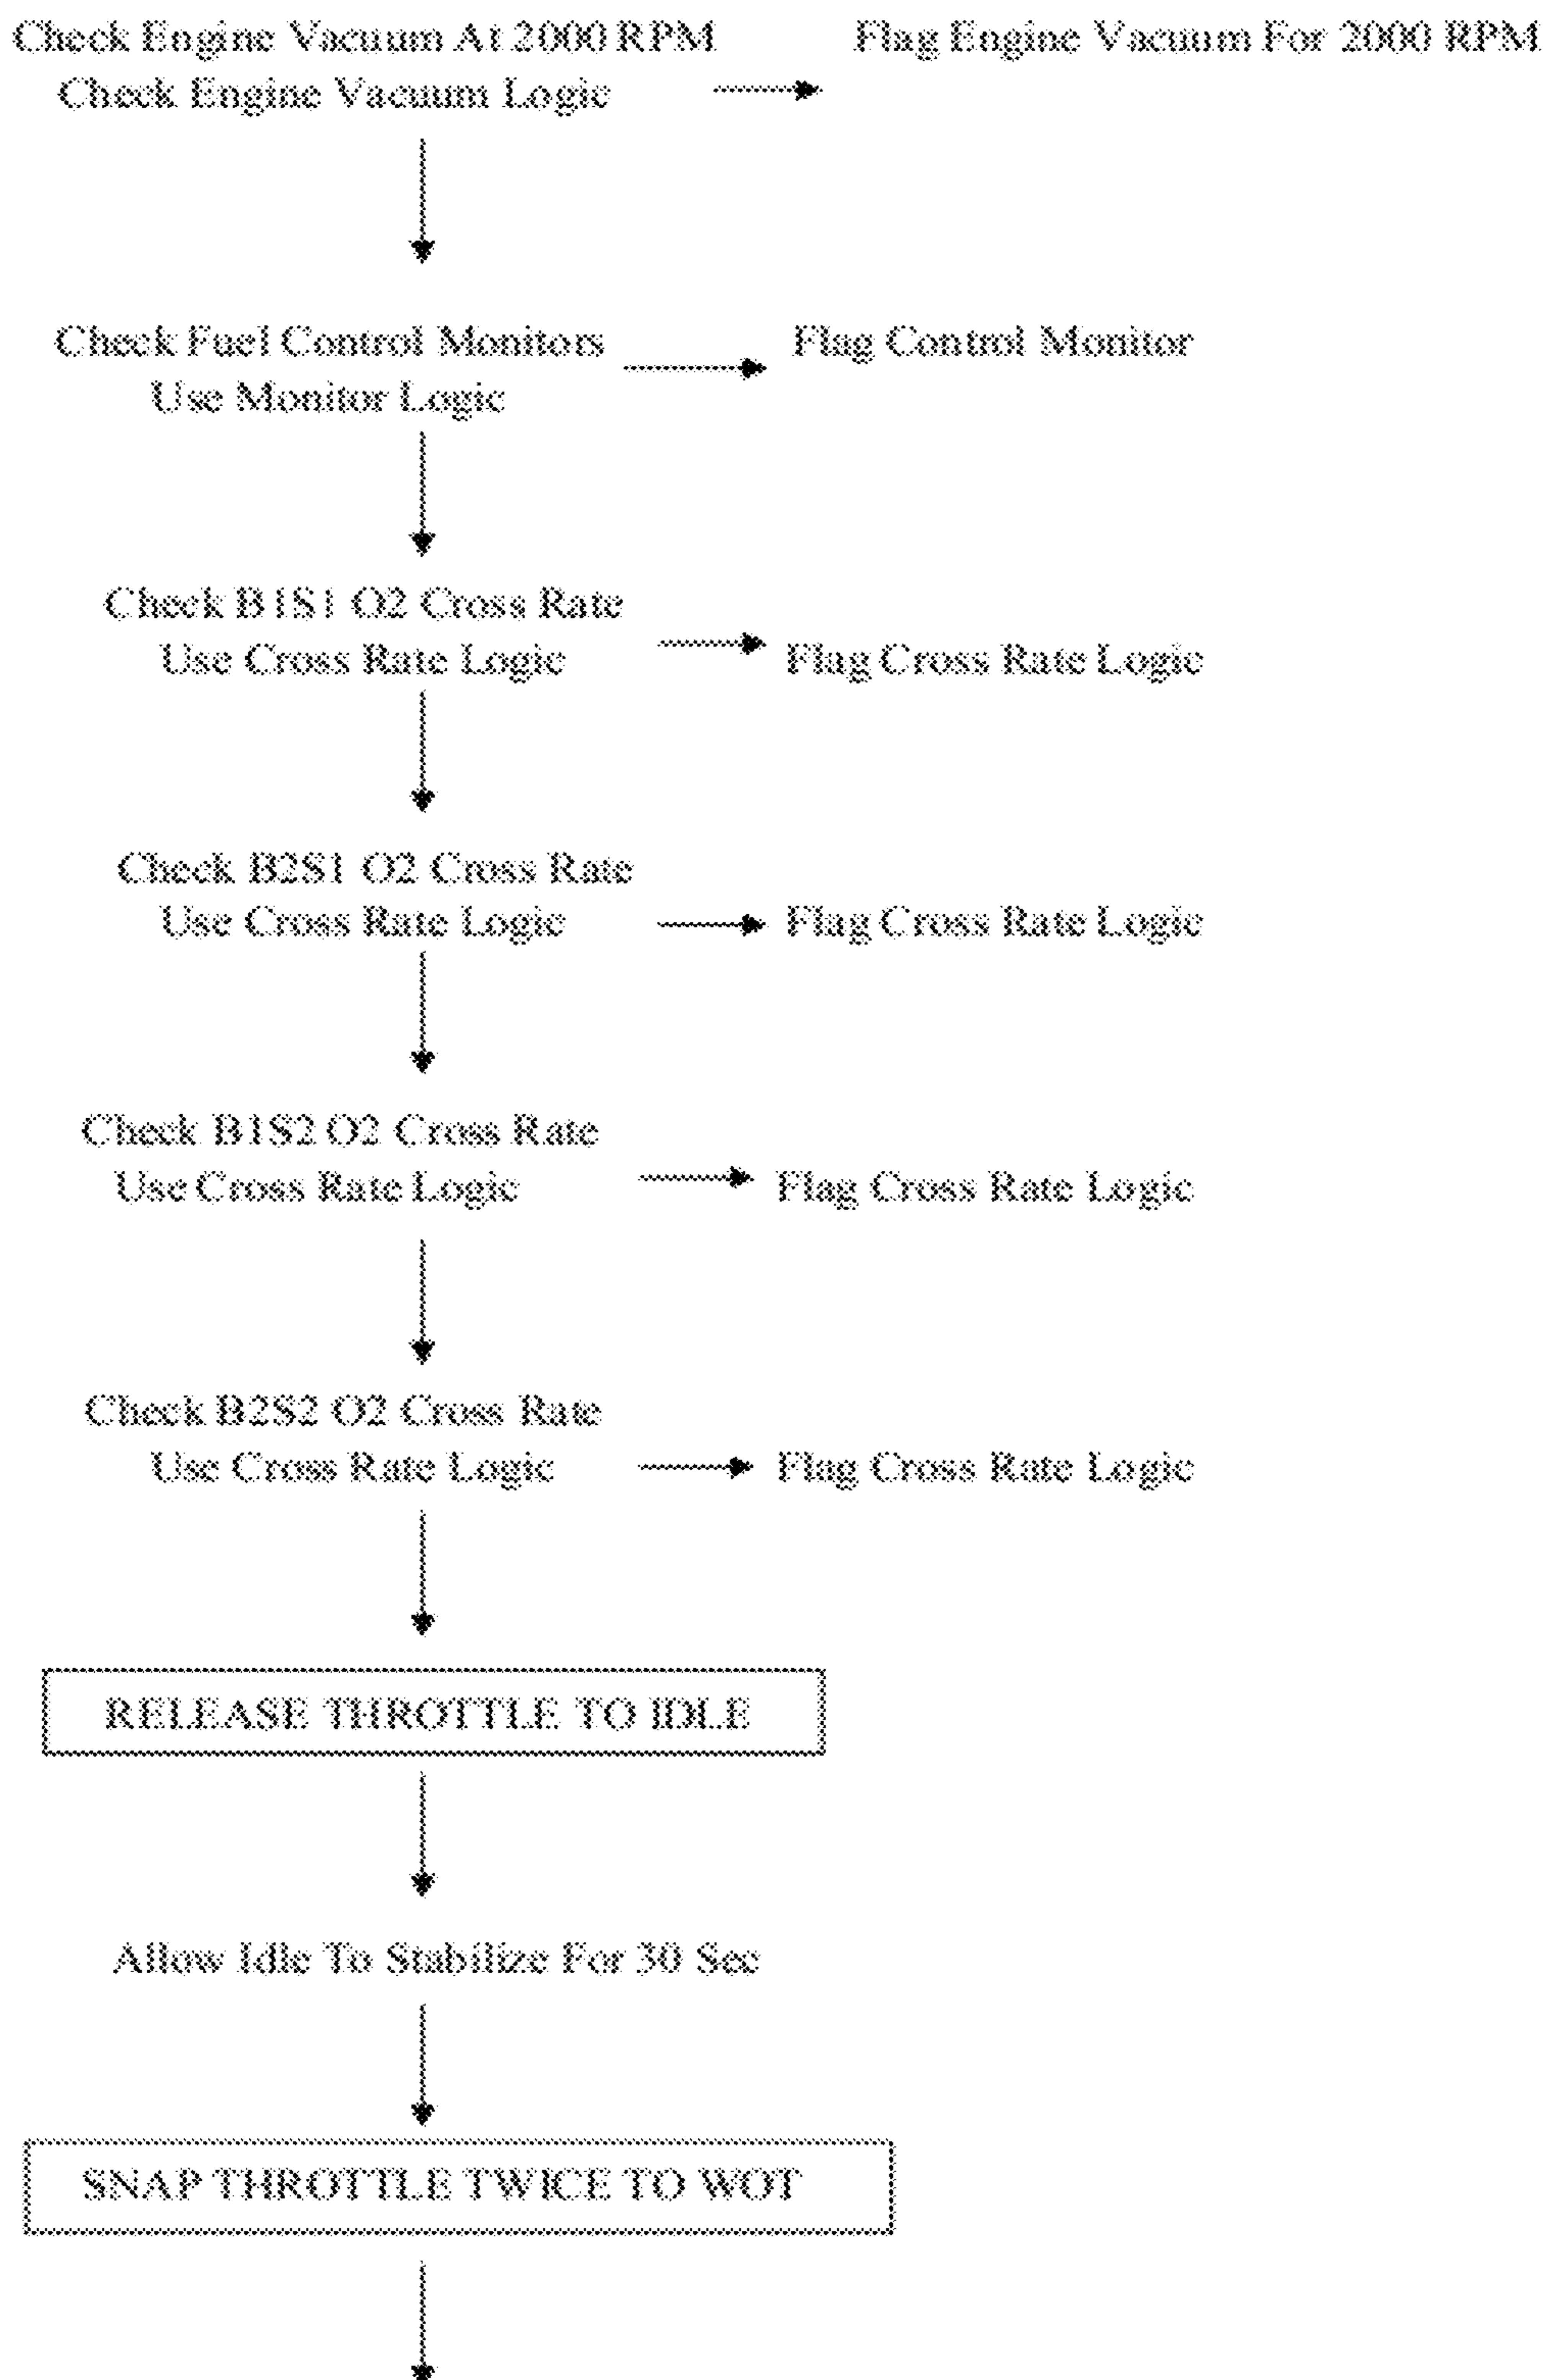 Check Engine Vacuum At 2000 RPM
Flag Engine Vacuum For 2000 RPM
Check Engine Vacuum Logic
Check Fuel Control Monitors
Flag Control Monitor
Use Monitor Logic
Check B1S1 O2 Cross Rate
Use Cross Rate Logic
Flag Cross Rate Logic
Check B2S1 O2 Cross Rate
Use Cross Rate Logic
Flag Cross Rate Logic
Check B1S2 O2 Cross Rate
Use Cross Rate Logic
Flag Cross Rate Logic
Check B2S2 O2 Cross Rate
Use Cross Rate Logic
Flag Cross Rate Logic
RELEASE THROTTLE TO IDLE
Allow Idle To Stabilize For 30 Sec
SNAP THROTTLE TWICE TO WOT